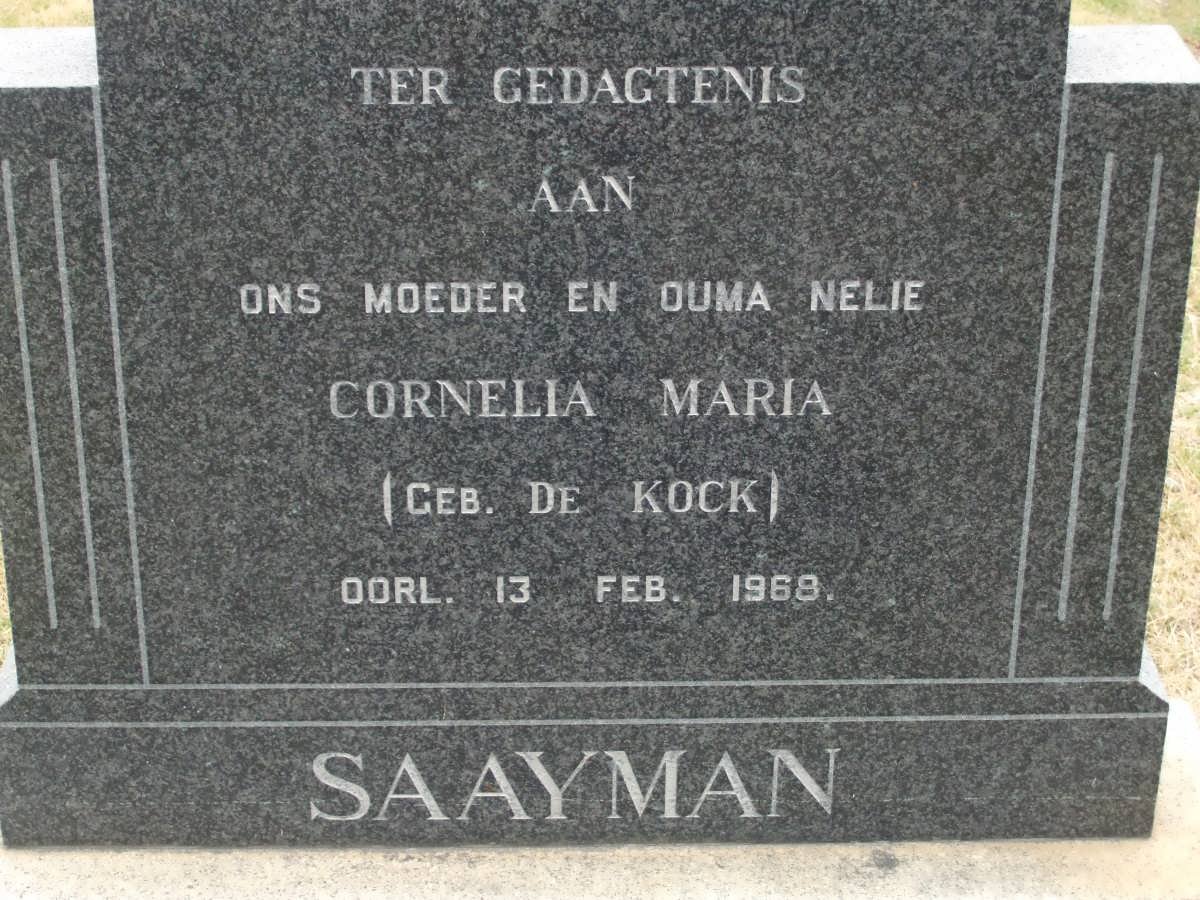 TER GEDAGTENIS
AAN
ONS MOEDER EN OUMA NELIE
CORNELIA MARIA
(GEB. DE KOCK)
OORL. 13 FEB. 1968.
SAAYMAN